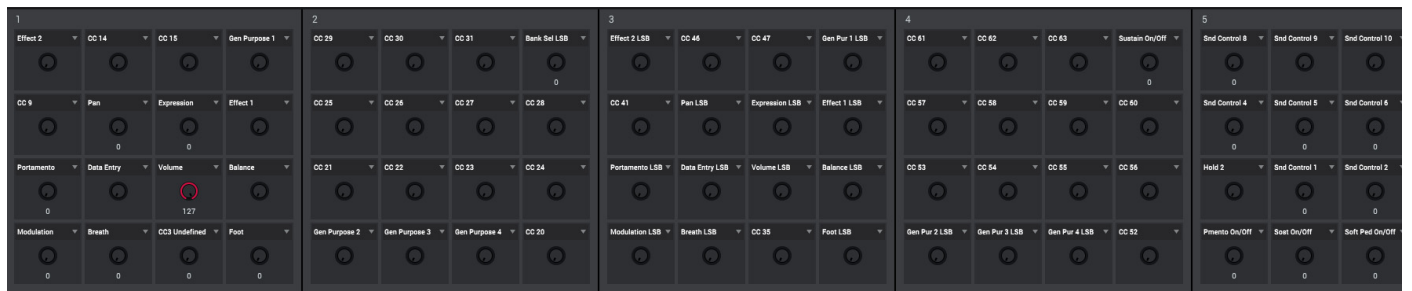 1 2 3 4 5
Effect 2 CC 14 CC 15 Gen Purpose 1 CC 29 CC 30 CC 31 Bank Sel LSB Effect 2 LSB CC 46 CC 47 Gen Pur 1 LSB CC 61 CC 62 CC 63 Sustain On/Off Snd Control 8 Snd Control 9 Snd Control 10
0 0 0
CC 9 Pan Expression Effect 1 CC 25 CC 26 CC 27 CC 28 CC 41 Pan LSB Expression LSB Effect 1 LSB CC 57 CC 58 CC 59 CC 60 Snd Control 4 Snd Control 5 Snd Control 6
0 0 0 0 0
Portamento Data Entry Volume Balance CC 21 CC 22 CC 23 CC 24 Portamento LSB Data Entry LSB Volume LSB Balance LSB CC 53 CC 54 CC 55 CC 56 Hold 2 Snd Control 1 Snd Control 2
0 127 0 0
Modulation Breath CC3 Undefined Foot Gen Purpose 2 Gen Purpose 3 Gen Purpose 4 CC 20 Modulation LSB Breath LSB CC 35 Foot LSB Gen Pur 2 LSB Gen Pur 3 LSB Gen Pur 4 LSB CC 52 Pmento On/Off Sost On/Off Soft Ped On/Off
0 0 0 0 0 0 0